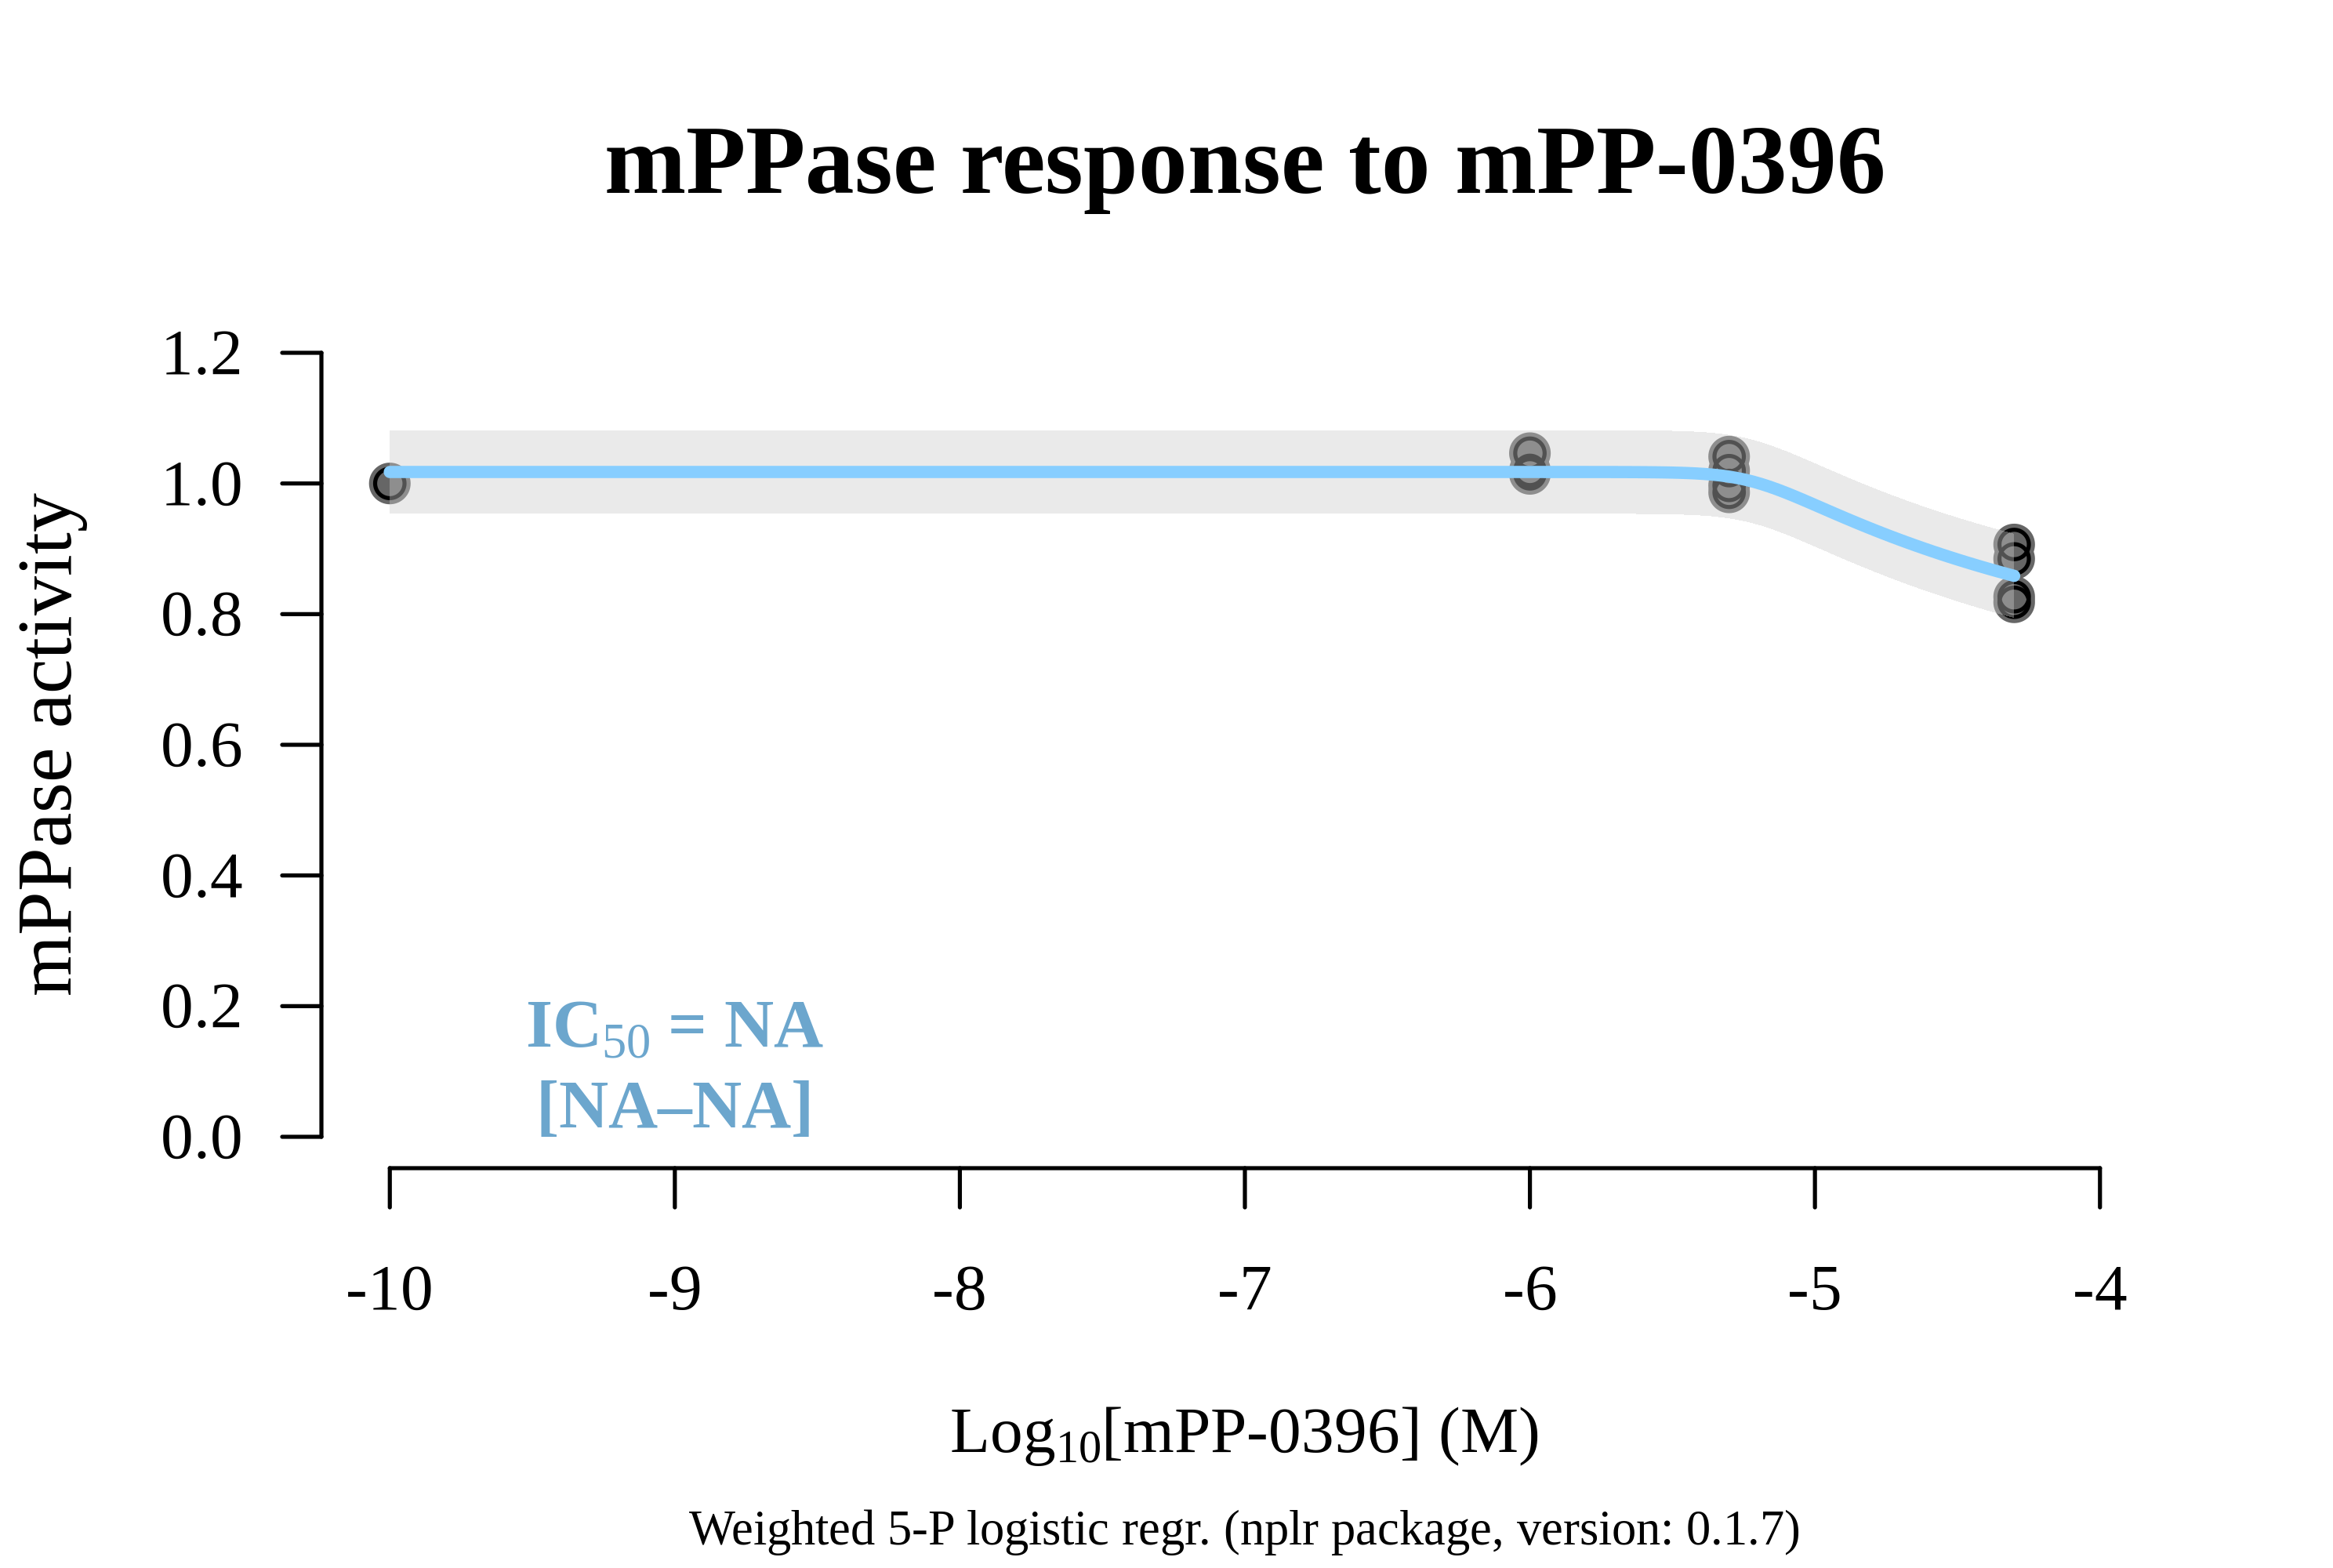 mPPase response to mPP-0396
mPPase activity
1.2
1.0
0.8
0.6
0.4
0.2
0.0
IC50 = NA
[NA–NA]
-10 -9 -8 -7 -6 -5 -4
Log10[mPP-0396] (M)
Weighted 5-P logistic regr. (nplr package, version: 0.1.7)